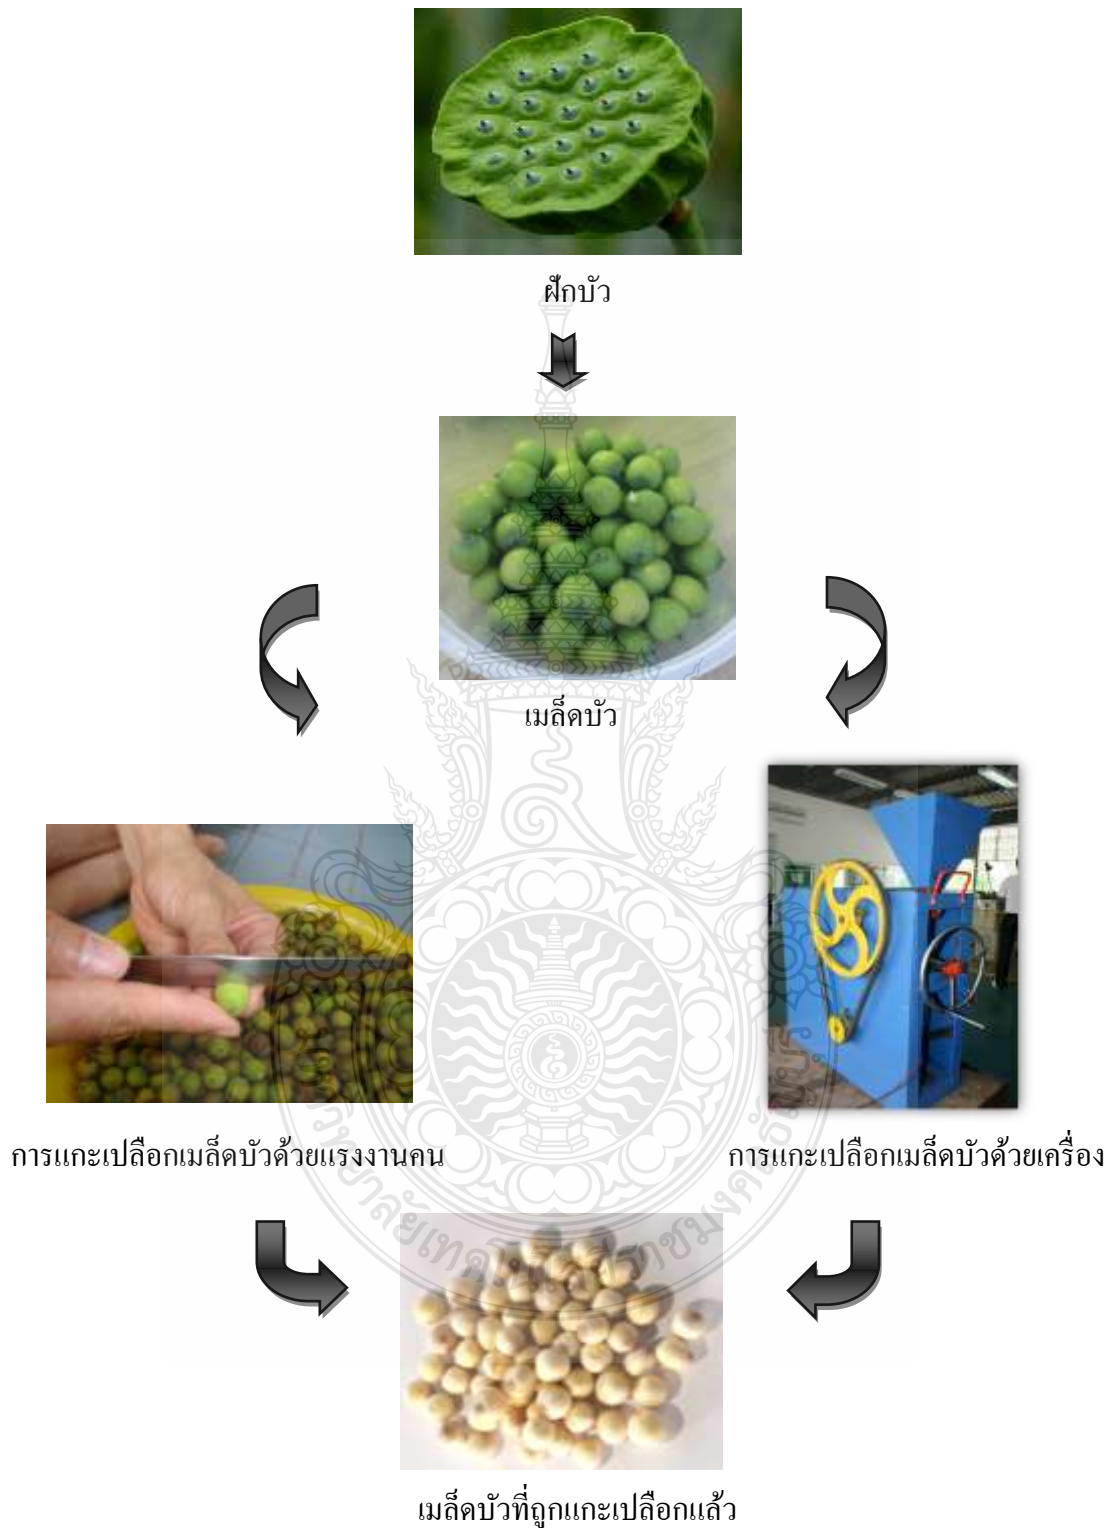 ฝักบัว
เมล็ดบัว
การแกะเปลือกเมล็ดบัวด้วยแรงงานคน
การแกะเปลือกเมล็ดบัวด้วยเครื่อง
เมล็ดบัวที่ถูกแกะเปลือกแล้ว